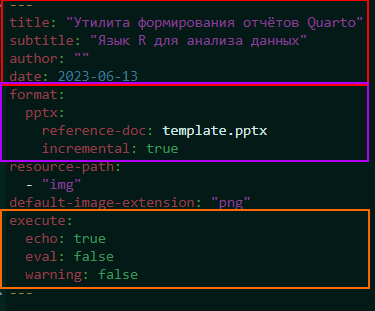 ---
title: "Утилита формирования отчётов Quarto"
subtitle: "Язык R для анализа данных"
author: ""
date: 2023-06-13
format:
  pptx:
    reference-doc: template.pptx
    incremental: true
resource-path:
  - "img"
default-image-extension: "png"
execute:
  echo: true
  eval: false
  warning: false
---